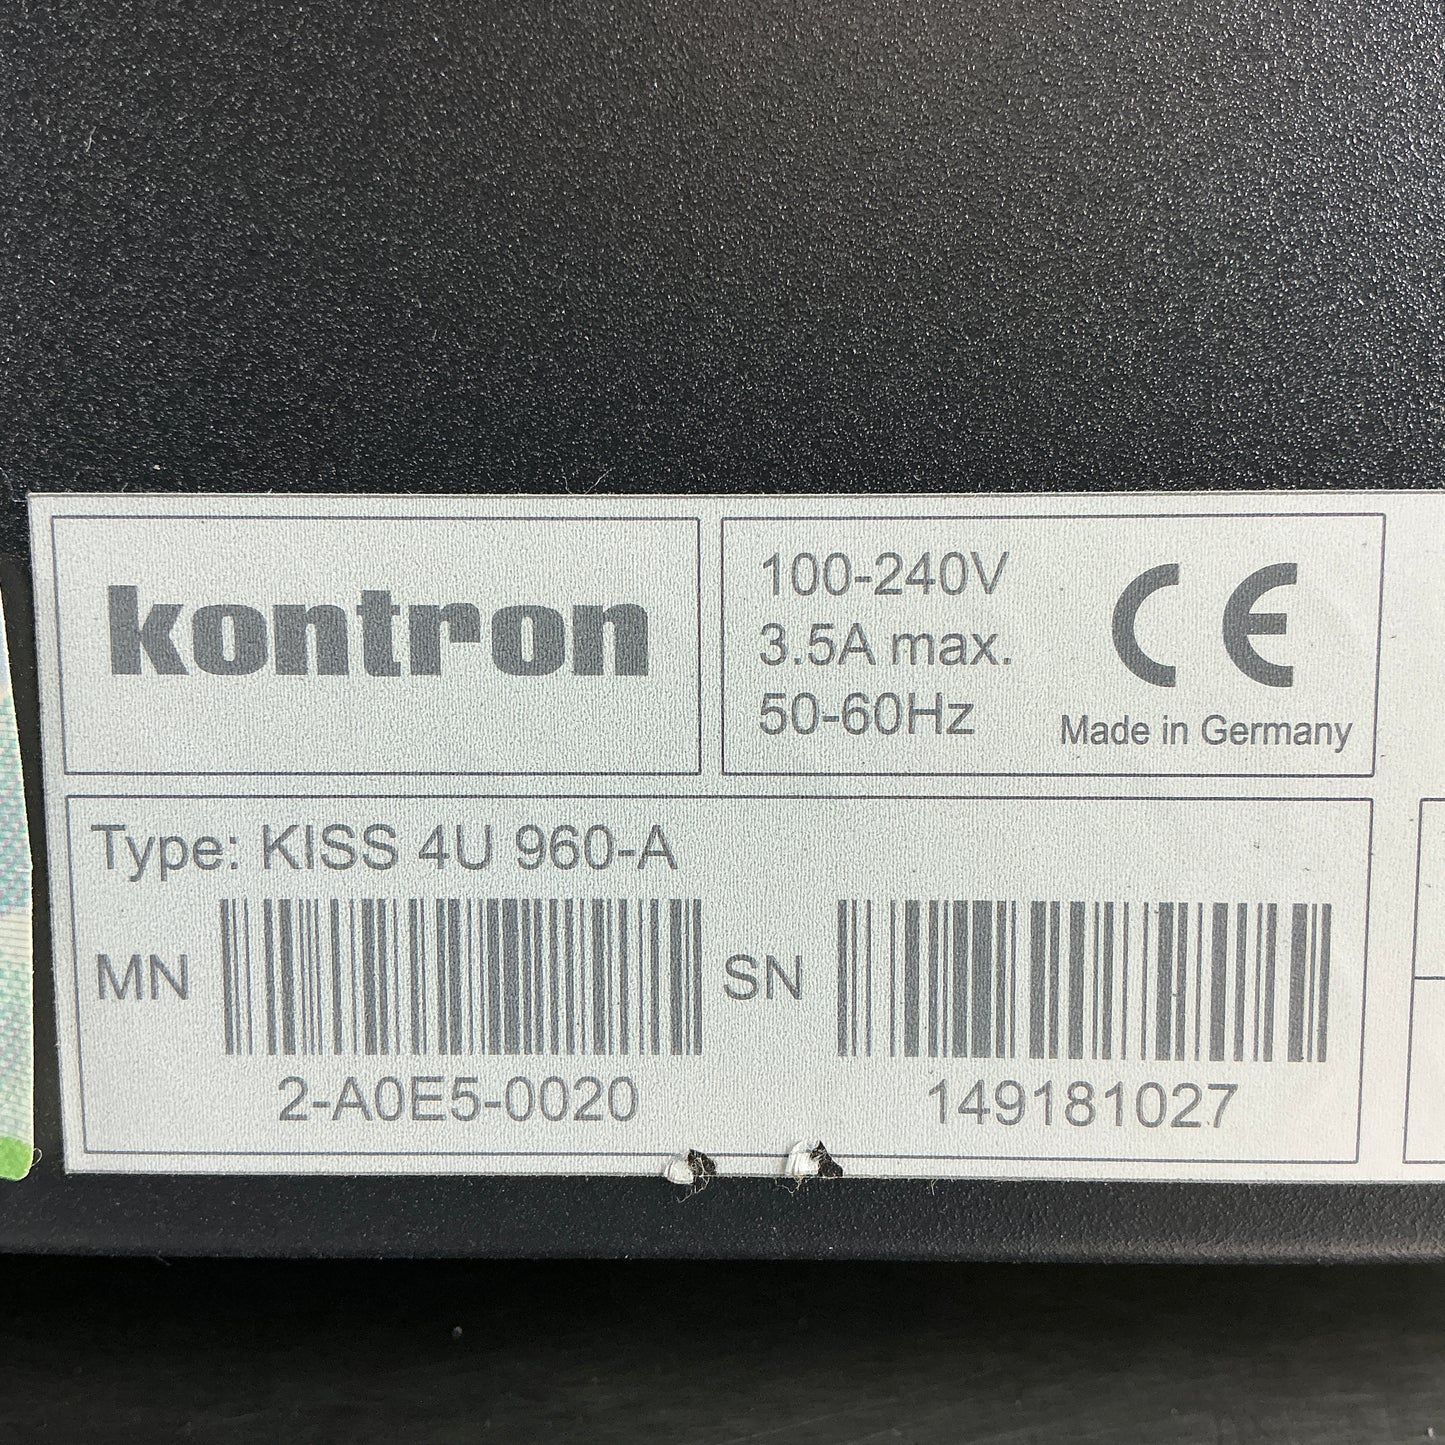 kontron
100-240V
3.5A max.
50-60Hz
CE
Made in Germany
Type: KISS 4U 960-A
MN
2-A0E5-0020
SN
149181027